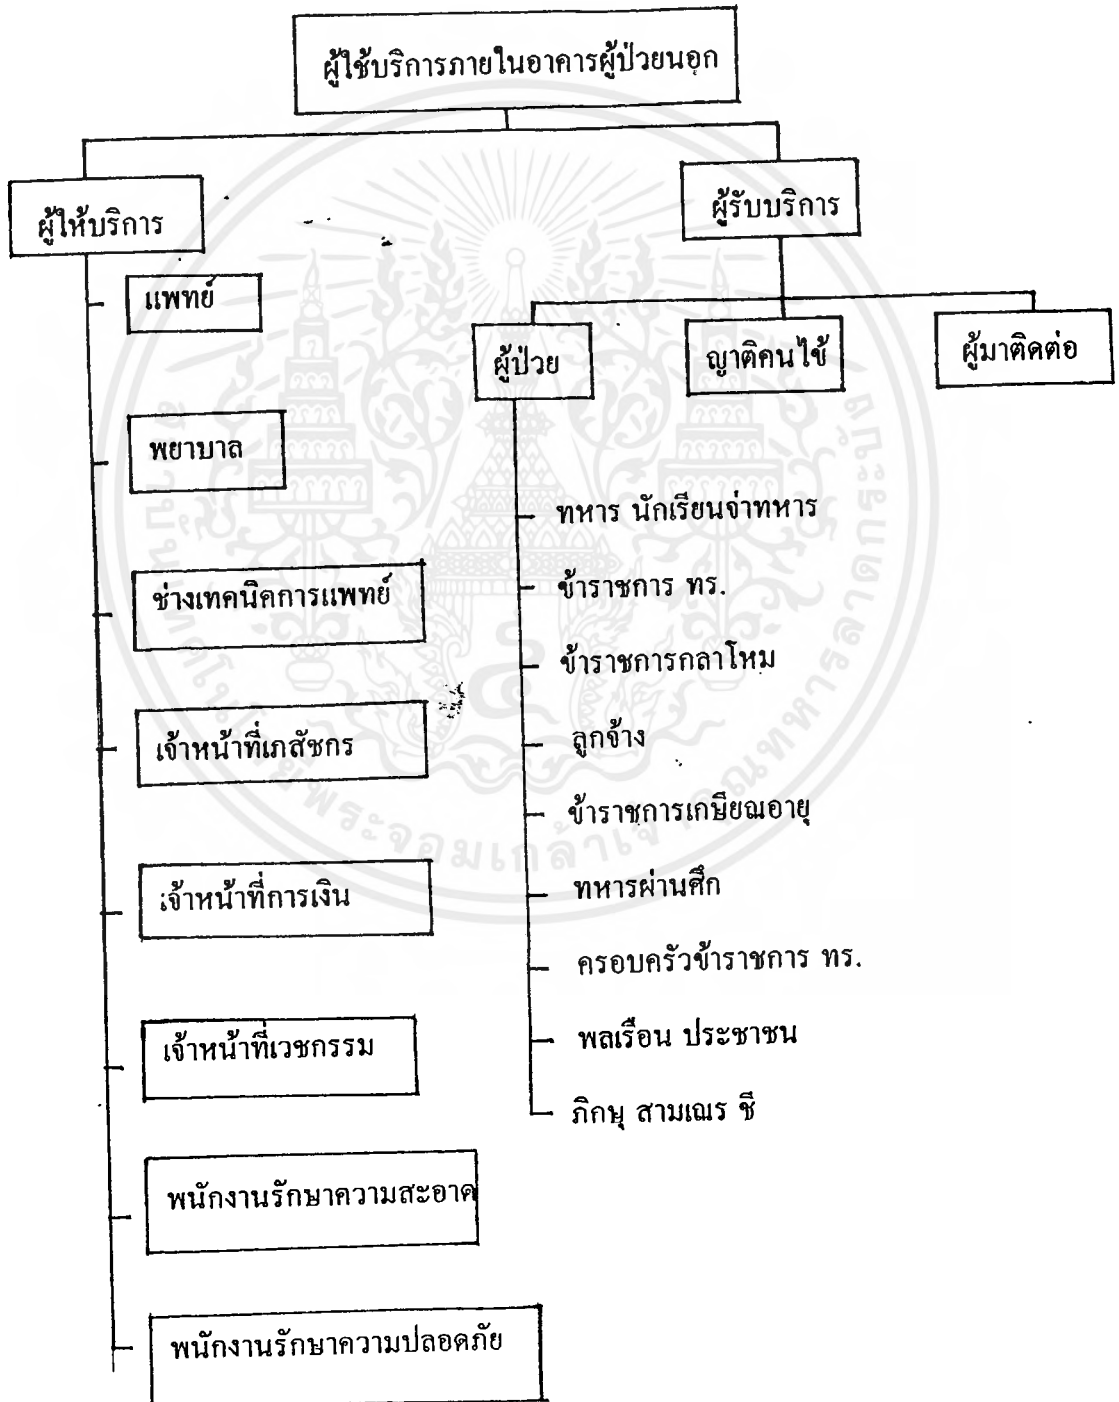 ผู้ใช้บริการภายในอาคารผู้ป่วยนอก
ผู้ให้บริการ
แพทย์
พยาบาล
ช่างเทคนิคการแพทย์
เจ้าหน้าที่เภสัชกร
เจ้าหน้าที่การเงิน
เจ้าหน้าที่เวชกรรม
พนักงานรักษาความสะอาด
พนักงานรักษาความปลอดภัย
ผู้รับบริการ
ผู้ป่วย
ญาติคนไข้
ผู้มาติดต่อ
ทหาร นักเรียนจ่าทหาร
ข้าราชการ ทร.
ข้าราชการกลาโหม
ลูกจ้าง
ข้าราชการเกษียณอายุ
ทหารผ่านศึก
ครอบครัวข้าราชการ ทร.
พลเรือน ประชาชน
ภิกษุ สามเณร ชี